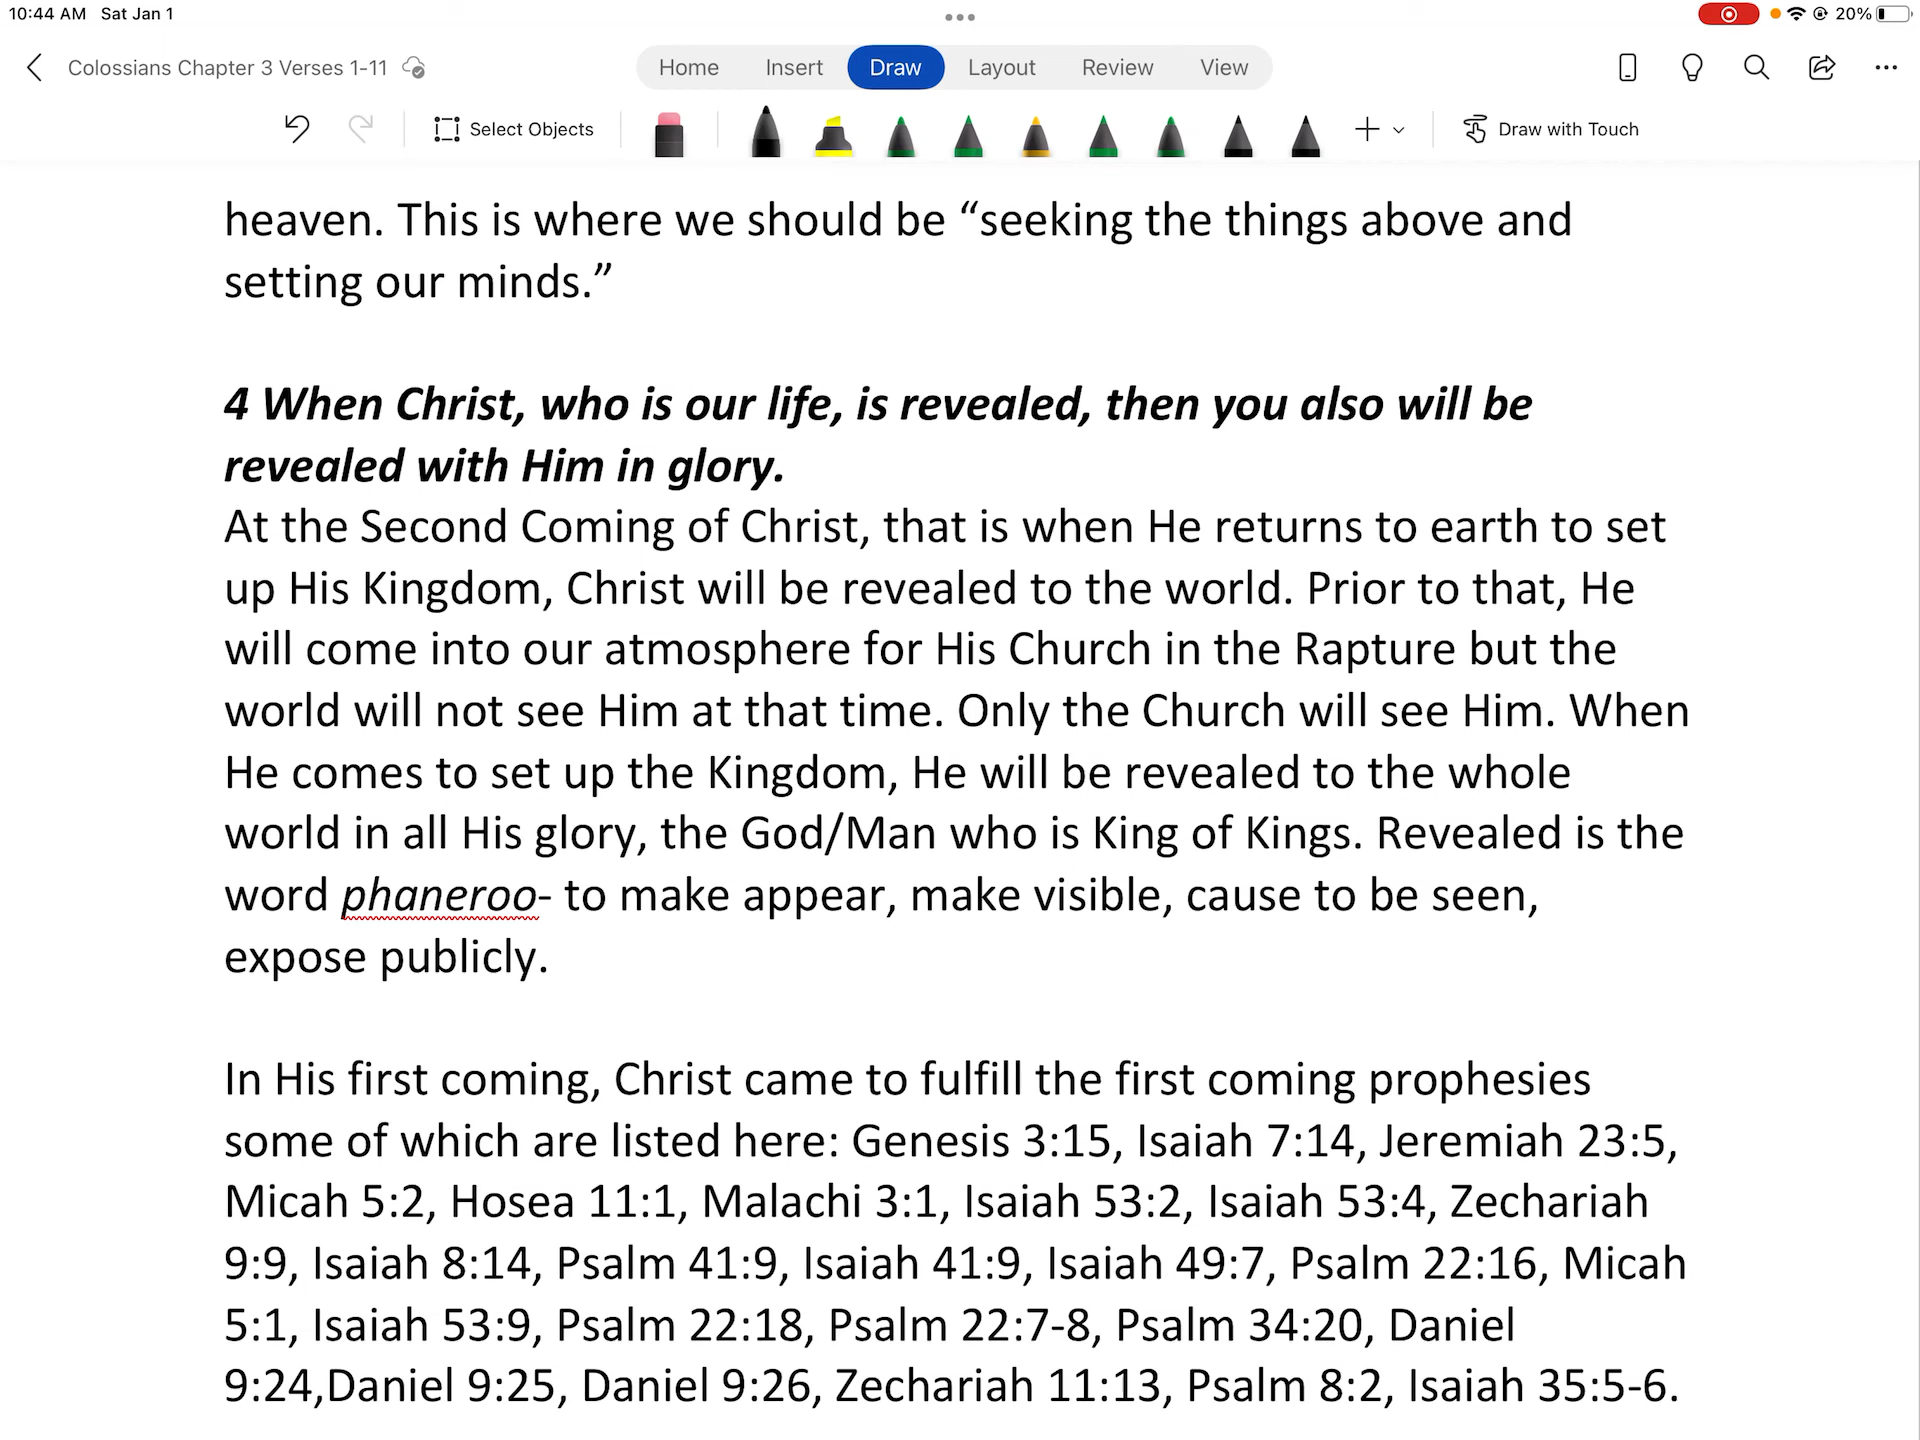 10:44 AM Sat Jan 1
20%
Colossians Chapter 3 Verses 1-11
Home Insert Draw Layout Review View
Select Objects
Draw with Touch
heaven. This is where we should be “seeking the things above and
setting our minds.”
4 When Christ, who is our life, is revealed, then you also will be
revealed with Him in glory.
At the Second Coming of Christ, that is when He returns to earth to set
up His Kingdom, Christ will be revealed to the world. Prior to that, He
will come into our atmosphere for His Church in the Rapture but the
world will not see Him at that time. Only the Church will see Him. When
He comes to set up the Kingdom, He will be revealed to the whole
world in all His glory, the God/Man who is King of Kings. Revealed is the
word phaneroo- to make appear, make visible, cause to be seen,
expose publicly.
In His first coming, Christ came to fulfill the first coming prophesies
some of which are listed here: Genesis 3:15, Isaiah 7:14, Jeremiah 23:5,
Micah 5:2, Hosea 11:1, Malachi 3:1, Isaiah 53:2, Isaiah 53:4, Zechariah
9:9, Isaiah 8:14, Psalm 41:9, Isaiah 41:9, Isaiah 49:7, Psalm 22:16, Micah
5:1, Isaiah 53:9, Psalm 22:18, Psalm 22:7-8, Psalm 34:20, Daniel
9:24,Daniel 9:25, Daniel 9:26, Zechariah 11:13, Psalm 8:2, Isaiah 35:5-6.